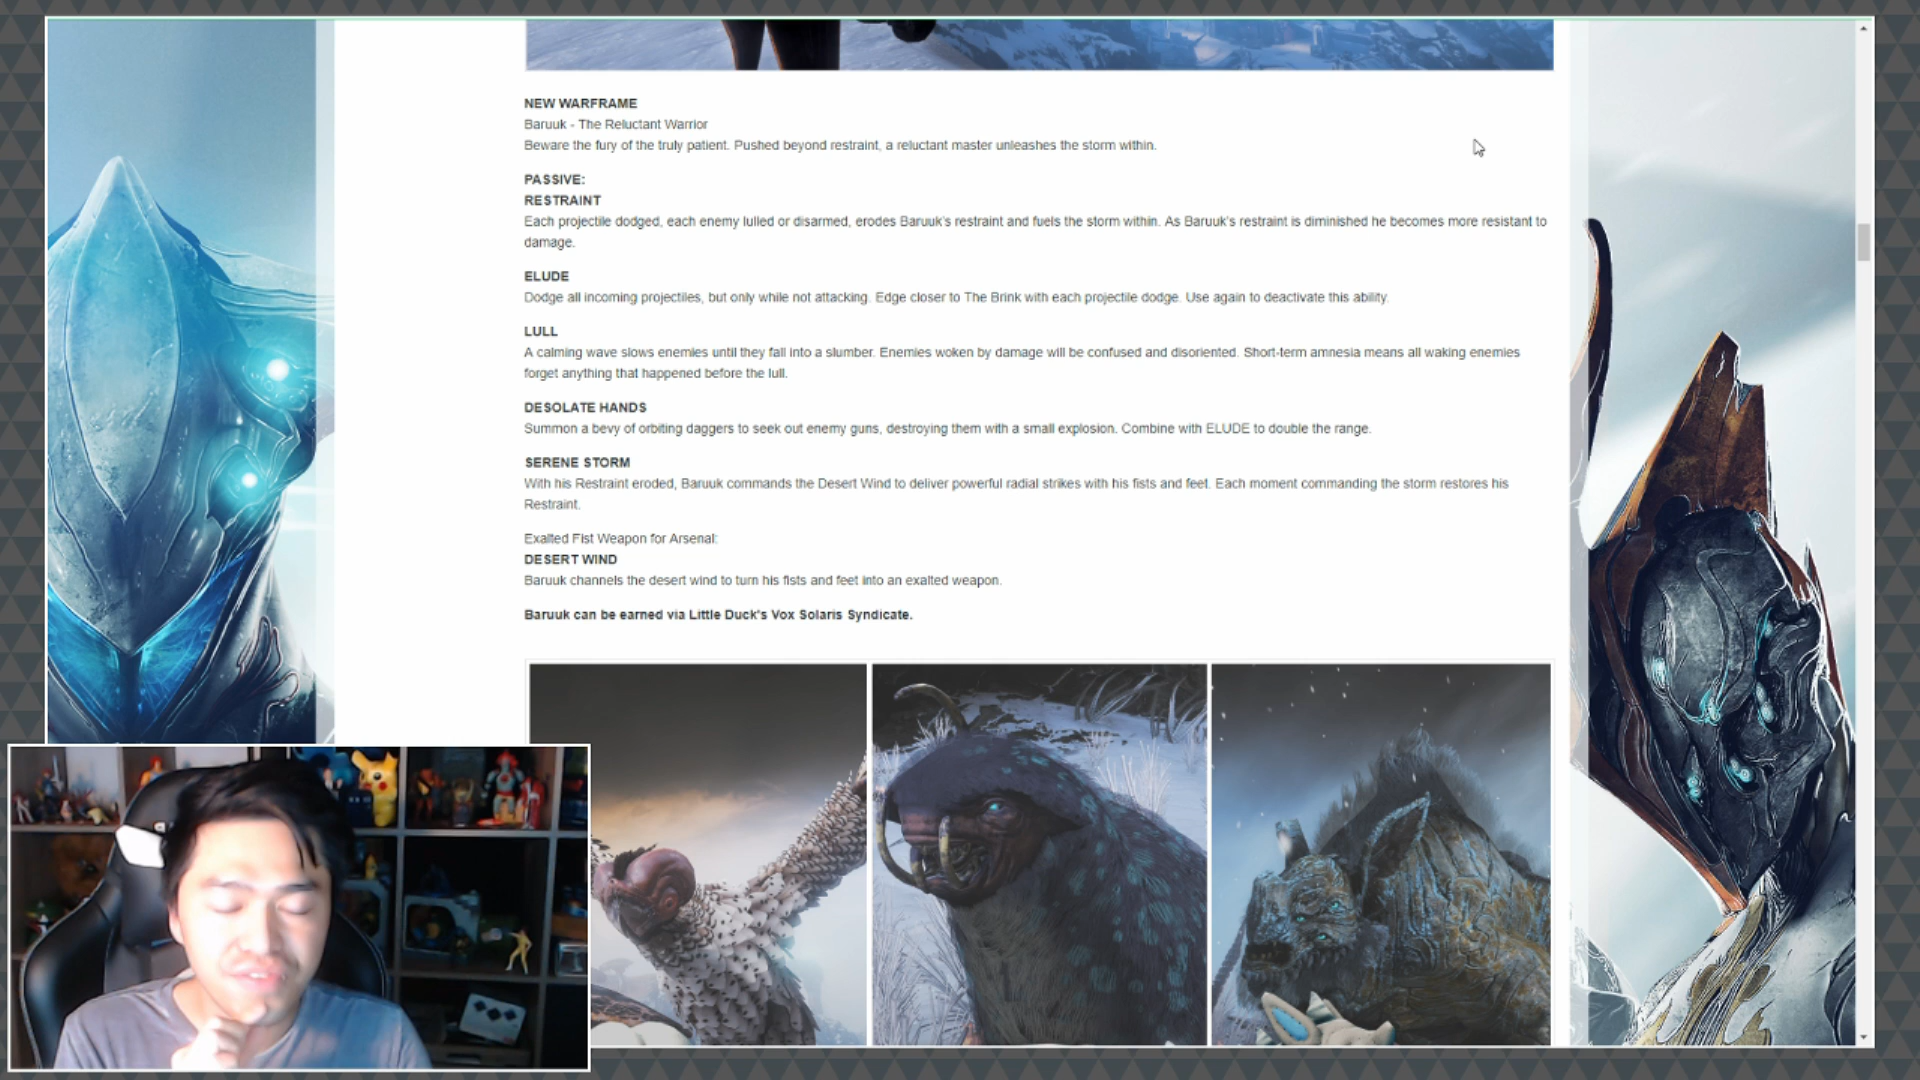 NEW WARFRAME
Baruuk - The Reluctant Warrior
Beware the fury of the truly patient. Pushed beyond restraint, a reluctant master unleashes the storm within.
PASSIVE:
RESTRAINT
Each projectile dodged, each enemy lulled or disarmed, erodes Baruuk's restraint and fuels the storm within. As Baruuk's restraint is diminished he becomes more resistant to
damage.
ELUDE
Dodge all incoming projectiles, but only while not attacking. Edge closer to The Brink with each projectile dodge. Use again to deactivate this ability.
LULL
A calming wave slows enemies until they fall into a slumber. Enemies woken by damage will be confused and disoriented. Short-term amnesia means all waking enemies
forget anything that happened before the lull.
DESOLATE HANDS
Summon a bevy of orbiting daggers to seek out enemy guns, destroying them with a small explosion. Combine with ELUDE to double the range.
SERENE STORM
With his Restraint eroded, Baruuk commands the Desert Wind to deliver powerful radial strikes with his fists and feet. Each moment commanding the storm restores his
Restraint.
Exalted Fist Weapon for Arsenal:
DESERT WIND
Baruuk channels the desert wind to turn his fists and feet into an exalted weapon.
Baruuk can be earned via Little Duck's Vox Solaris Syndicate.